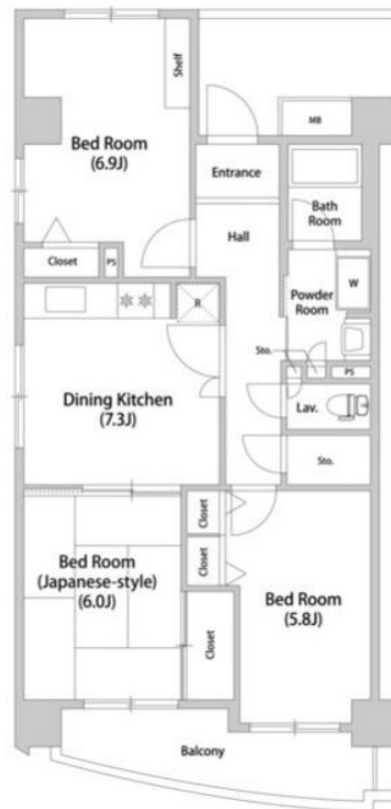 Shelf
MB
Bed Room
(6.9J)
Entrance
Bath
Room
Hall
Closet
PS
Powder
Room
W
R
Sto.
PS
Dining Kitchen
(7.3J)
Lav.
Sto.
Closet
Closet
Bed Room
(Japanese-style)
(6.0J)
Bed Room
(5.8J)
Closet
Balcony